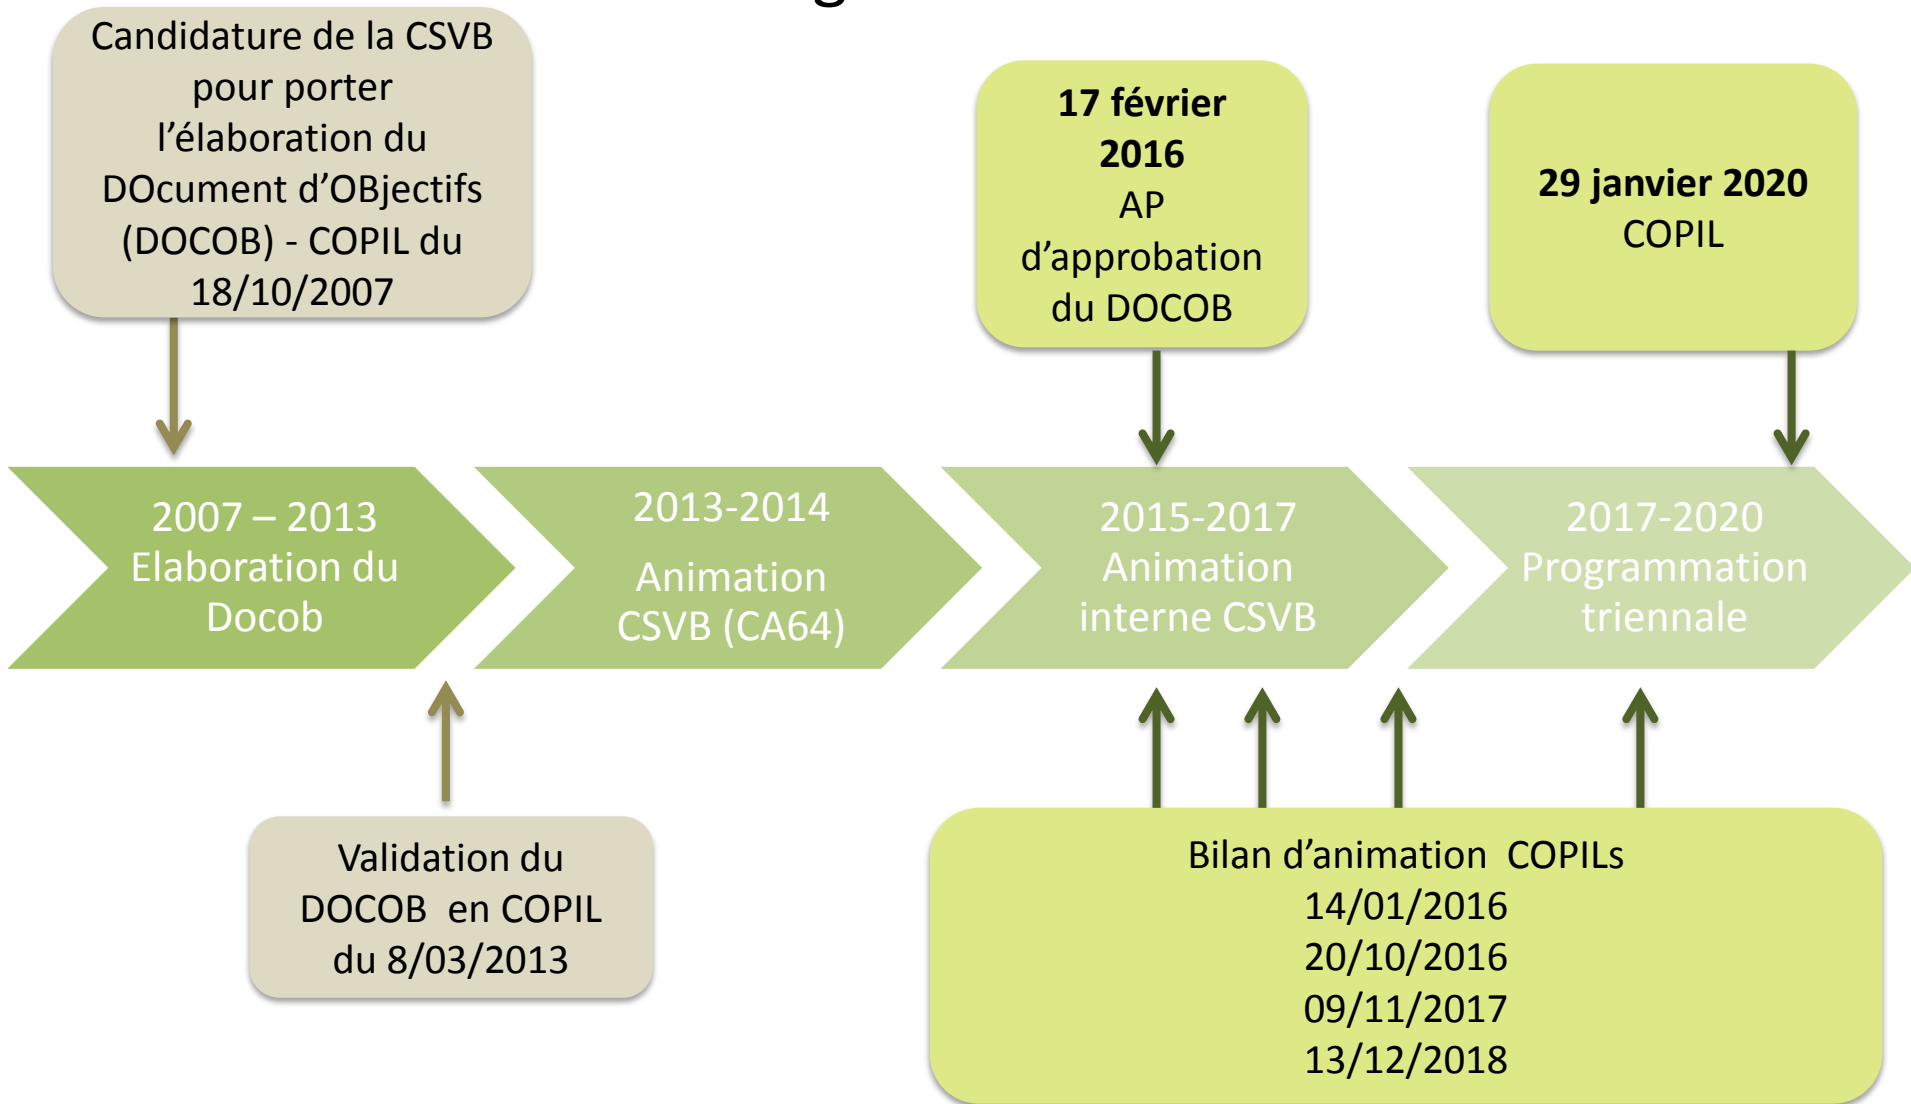 Candidature de la CSVB
pour porter
l’élaboration du
DOcument d’OBjectifs
(DOCOB) - COPIL du
18/10/2007
17 février
2016
AP
d’approbation
du DOCOB
29 janvier 2020
COPIL
2007 – 2013
Elaboration du
Docob
2013-2014
Animation
CSVB (CA64)
2015-2017
Animation
interne CSVB
2017-2020
Programmation
triennale
Validation du
DOCOB en COPIL
du 8/03/2013
Bilan d’animation COPILs
14/01/2016
20/10/2016
09/11/2017
13/12/2018